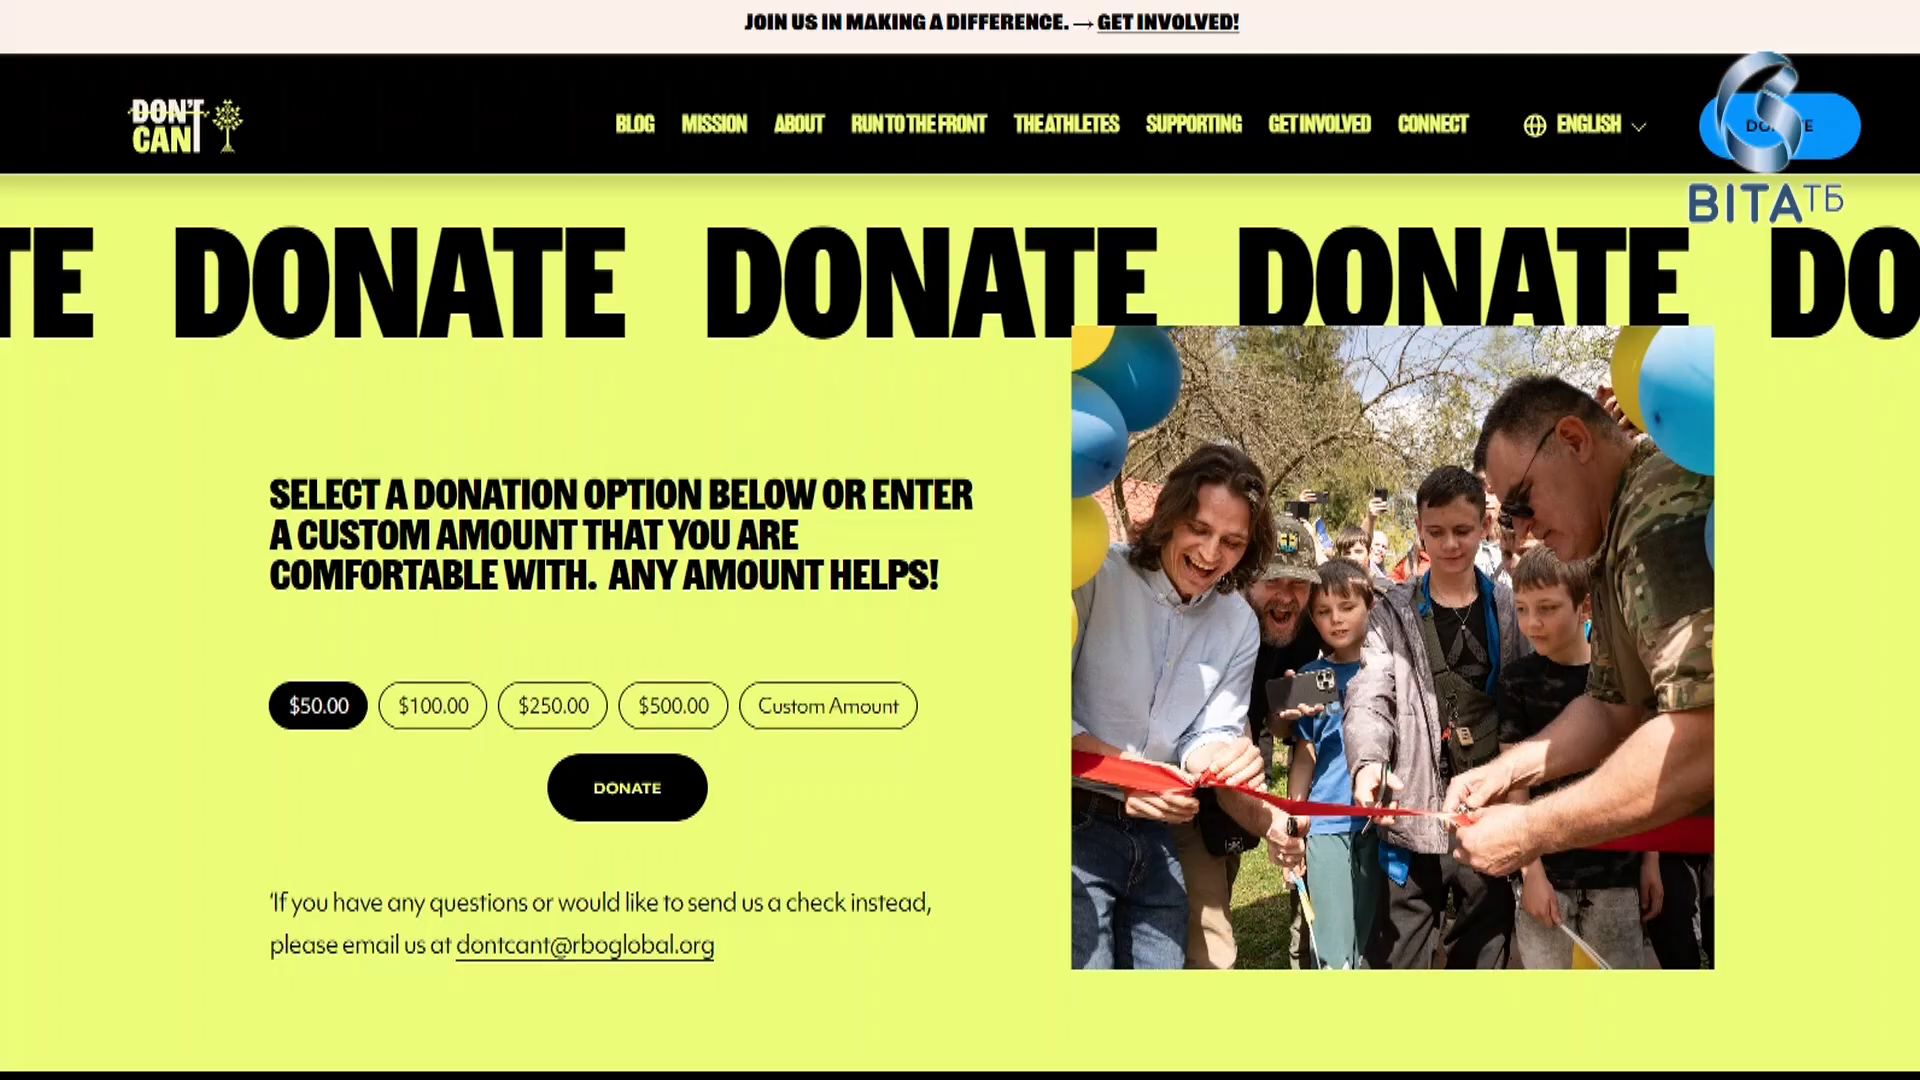 JOIN US IN MAKING A DIFFERENCE. → GET INVOLVED!
DON'T CAN'T
BLOG MISSION ABOUT RUN TO THE FRONT THE ATHLETES SUPPORTING GET INVOLVED CONNECT ENGLISH
ВІТА ТБ
TE DONATE DONATE DONATE DO
SELECT A DONATION OPTION BELOW OR ENTER
A CUSTOM AMOUNT THAT YOU ARE
COMFORTABLE WITH. ANY AMOUNT HELPS!
$50.00 $100.00 $250.00 $500.00 Custom Amount
DONATE
'If you have any questions or would like to send us a check instead,
please email us at dontcant@rboglobal.org